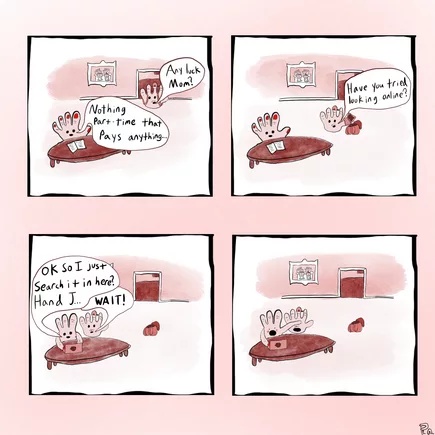 Any luck
Mom?
Nothing
Part-time that
Pays anything
Have you tried
looking online?
OK So I just
Search it in here?
Hand J... WAIT!